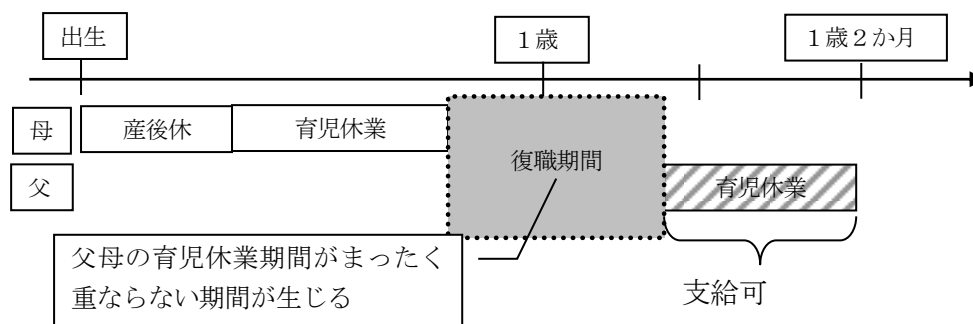 出生
１歳
１歳２か月
母
産後休
育児休業
復職期間
父
育児休業
父母の育児休業期間がまったく
重ならない期間が生じる
支給可